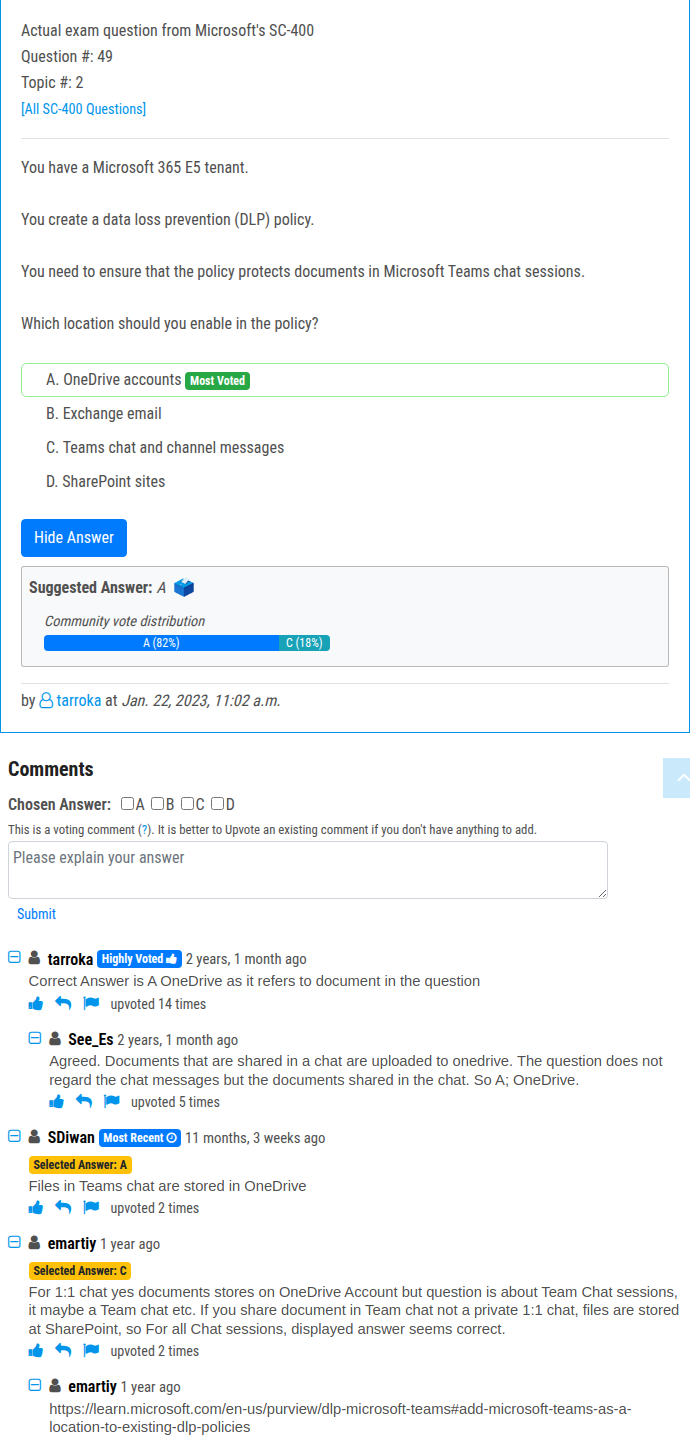 Actual exam question from Microsoft's SC-400
Question #: 49
Topic #: 2
[All SC-400 Questions]
You have a Microsoft 365 E5 tenant.
You create a data loss prevention (DLP) policy.
You need to ensure that the policy protects documents in Microsoft Teams chat sessions.
Which location should you enable in the policy?
A. OneDrive accounts Most Voted
B. Exchange email
C. Teams chat and channel messages
D. SharePoint sites
Hide Answer
Suggested Answer: A
Community vote distribution
A (82%) C (18%)
by tarroka at Jan. 22, 2023, 11:02 a.m.
Comments
Chosen Answer: A B C D
This is a voting comment (?). It is better to Upvote an existing comment if you don't have anything to add.
Please explain your answer
Submit
tarroka Highly Voted 2 years, 1 month ago
Correct Answer is A OneDrive as it refers to document in the question
upvoted 14 times
See_Es 2 years, 1 month ago
Agreed. Documents that are shared in a chat are uploaded to onedrive. The question does not
regard the chat messages but the documents shared in the chat. So A; OneDrive.
upvoted 5 times
SDiwan Most Recent 11 months, 3 weeks ago
Selected Answer: A
Files in Teams chat are stored in OneDrive
upvoted 2 times
emartiy 1 year ago
Selected Answer: C
For 1:1 chat yes documents stores on OneDrive Account but question is about Team Chat sessions,
it maybe a Team chat etc. If you share document in Team chat not a private 1:1 chat, files are stored
at SharePoint, so For all Chat sessions, displayed answer seems correct.
upvoted 2 times
emartiy 1 year ago
https://learn.microsoft.com/en-us/purview/dlp-microsoft-teams#add-microsoft-teams-as-a-
location-to-existing-dlp-policies